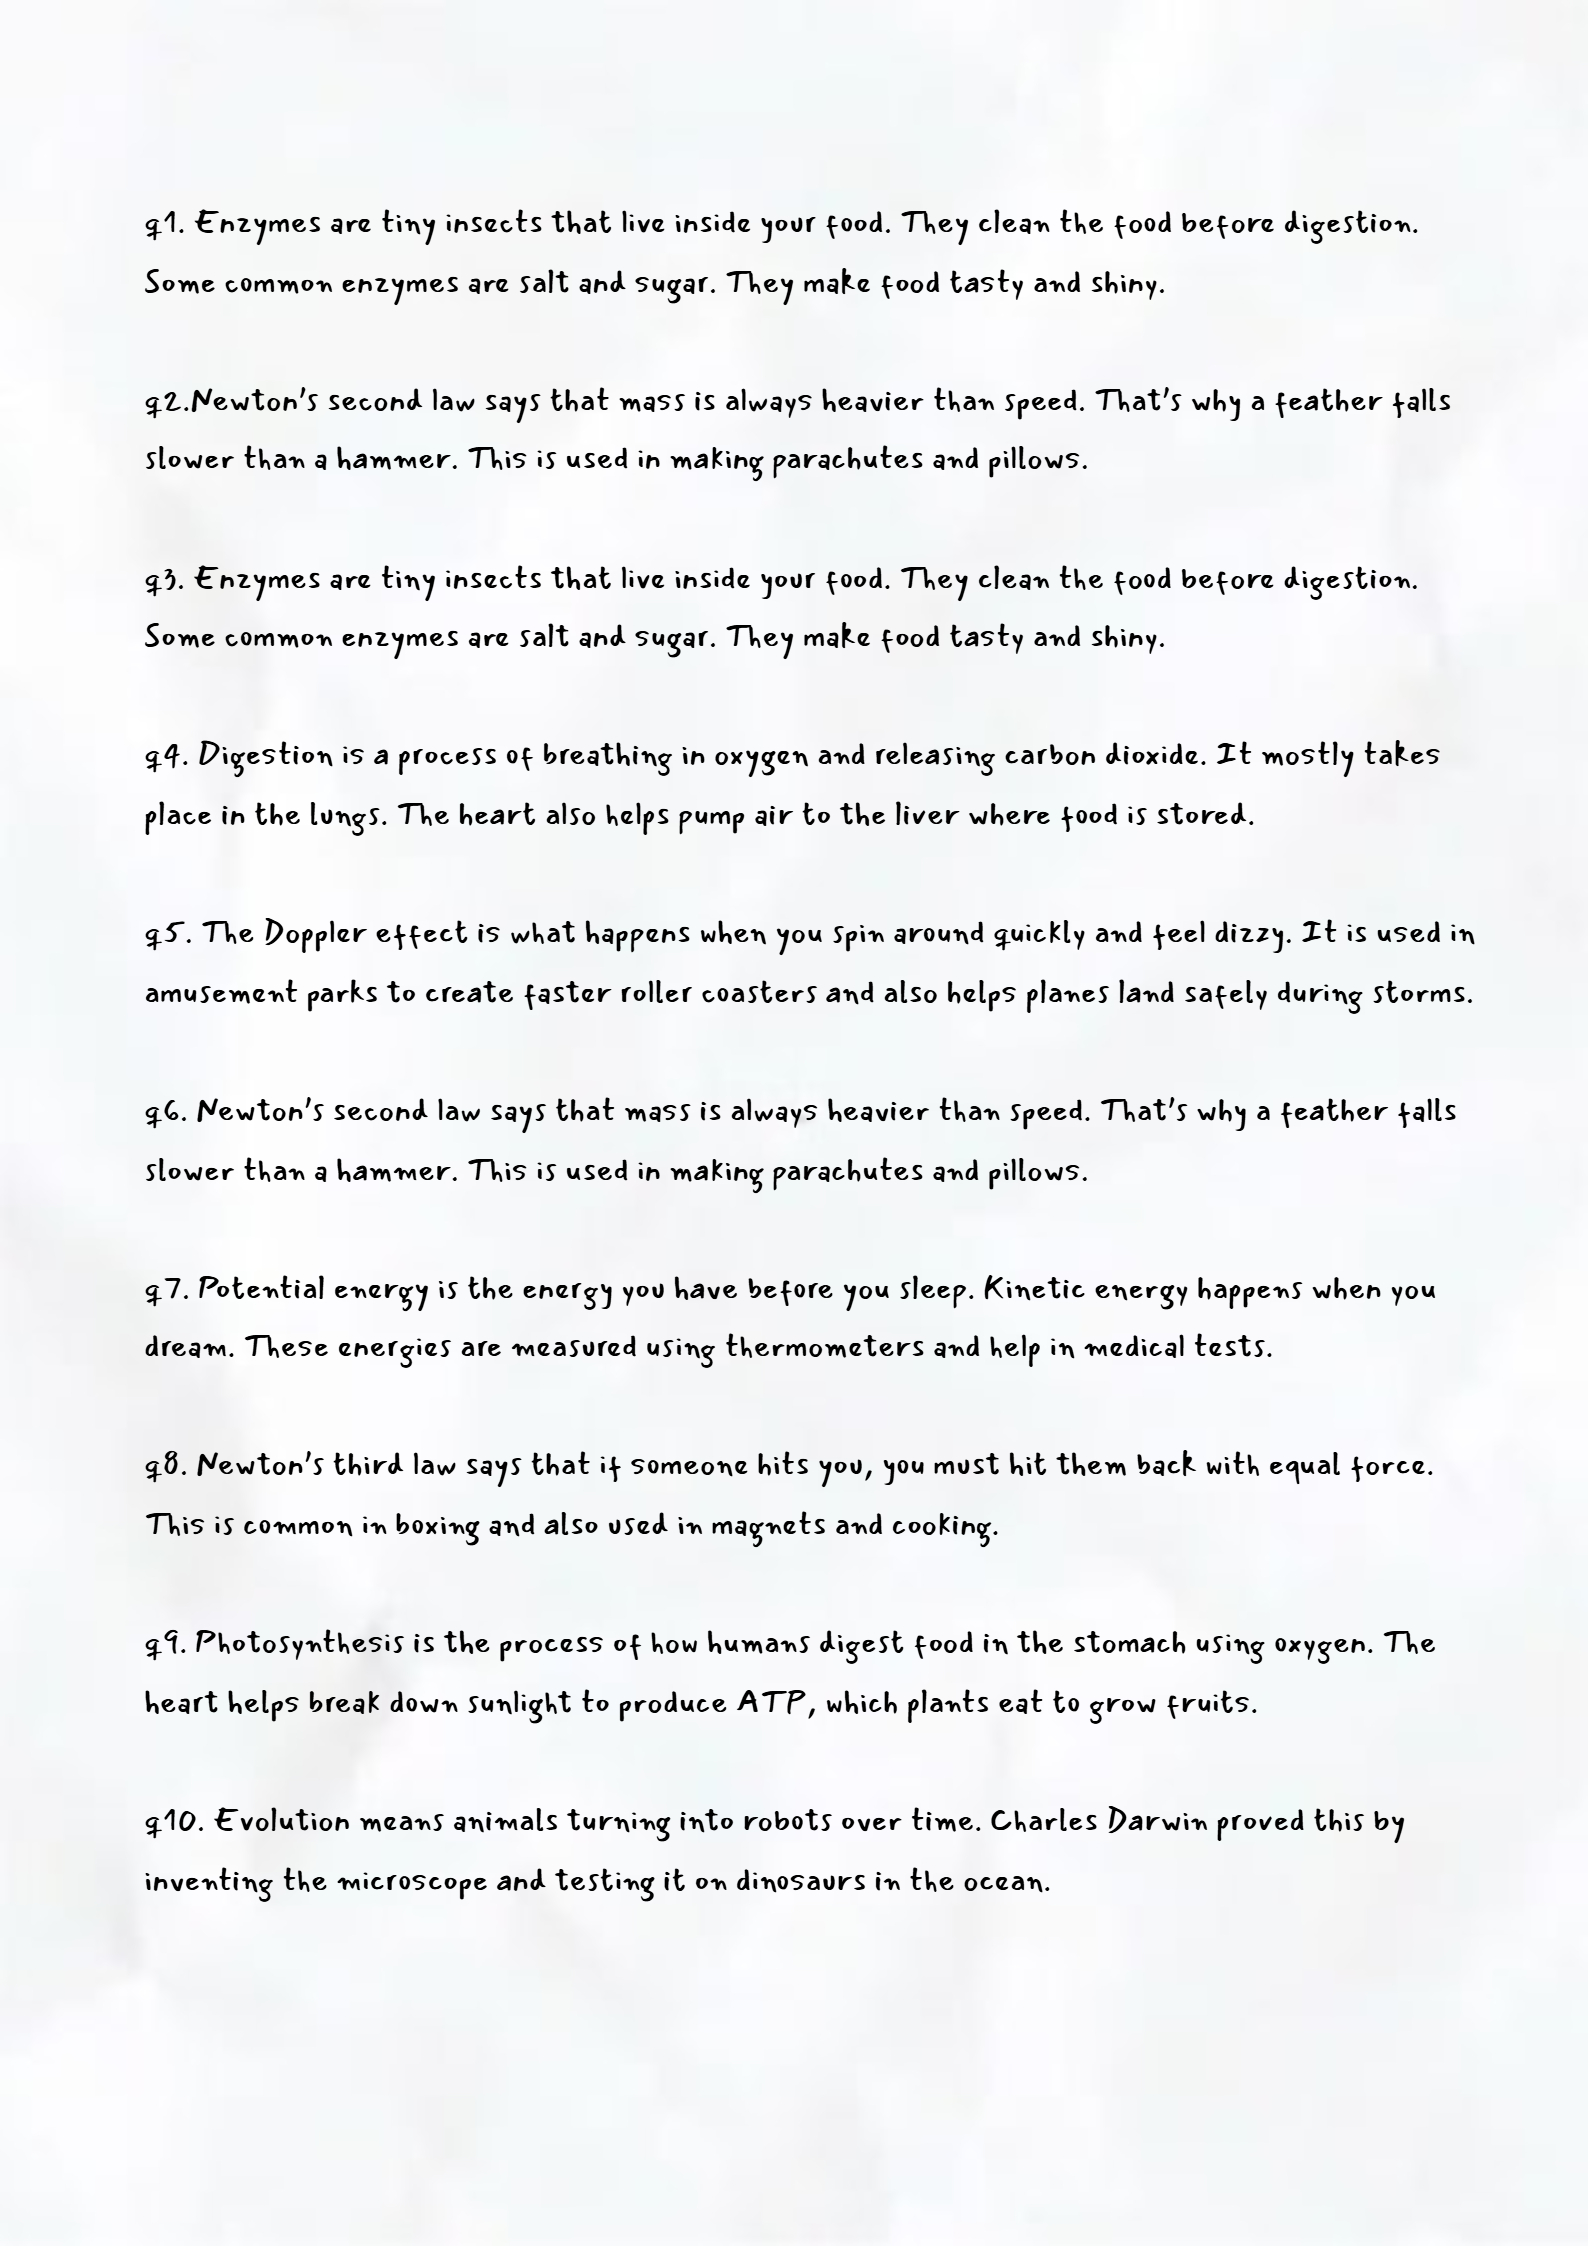 q1. Enzymes are tiny insects that live inside your food. They clean the food before digestion.
Some common enzymes are salt and sugar. They make food tasty and shiny.
q2.Newton's second law says that mass is always heavier than speed. That's why a feather falls
slower than a hammer. This is used in making parachutes and pillows.
q3. Enzymes are tiny insects that live inside your food. They clean the food before digestion.
Some common enzymes are salt and sugar. They make food tasty and shiny.
q4. Digestion is a process of breathing in oxygen and releasing carbon dioxide. It mostly takes
place in the lungs. The heart also helps pump air to the liver where food is stored.
q5. The Doppler effect is what happens when you spin around quickly and feel dizzy. It is used in
amusement parks to create faster roller coasters and also helps planes land safely during storms.
q6. Newton's second law says that mass is always heavier than speed. That's why a feather falls
slower than a hammer. This is used in making parachutes and pillows.
q7. Potential energy is the energy you have before you sleep. Kinetic energy happens when you
dream. These energies are measured using thermometers and help in medical tests.
q8. Newton's third law says that if someone hits you, you must hit them back with equal force.
This is common in boxing and also used in magnets and cooking.
q9. Photosynthesis is the process of how humans digest food in the stomach using oxygen. The
heart helps break down sunlight to produce ATP, which plants eat to grow fruits.
q10. Evolution means animals turning into robots over time. Charles Darwin proved this by
inventing the microscope and testing it on dinosaurs in the ocean.